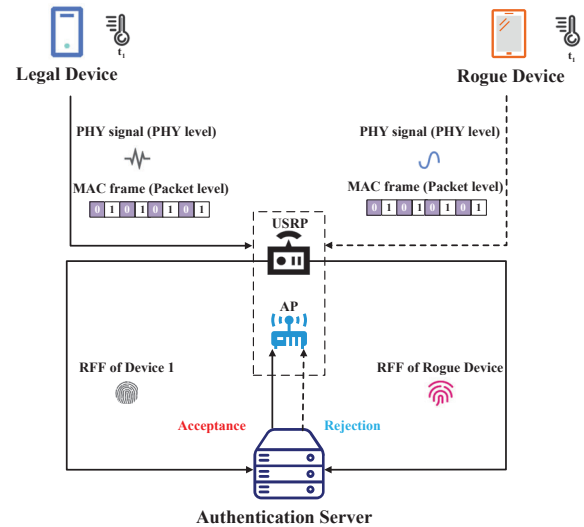 t₁
t₁
Legal Device
Rogue Device
PHY signal (PHY level)
PHY signal (PHY level)
MAC frame (Packet level)
MAC frame (Packet level)
0 1 0 1 0 1 0 1
0 1 0 1 0 1 0 1
USRP
AP
RFF of Device 1
RFF of Rogue Device
Acceptance
Rejection
Authentication Server